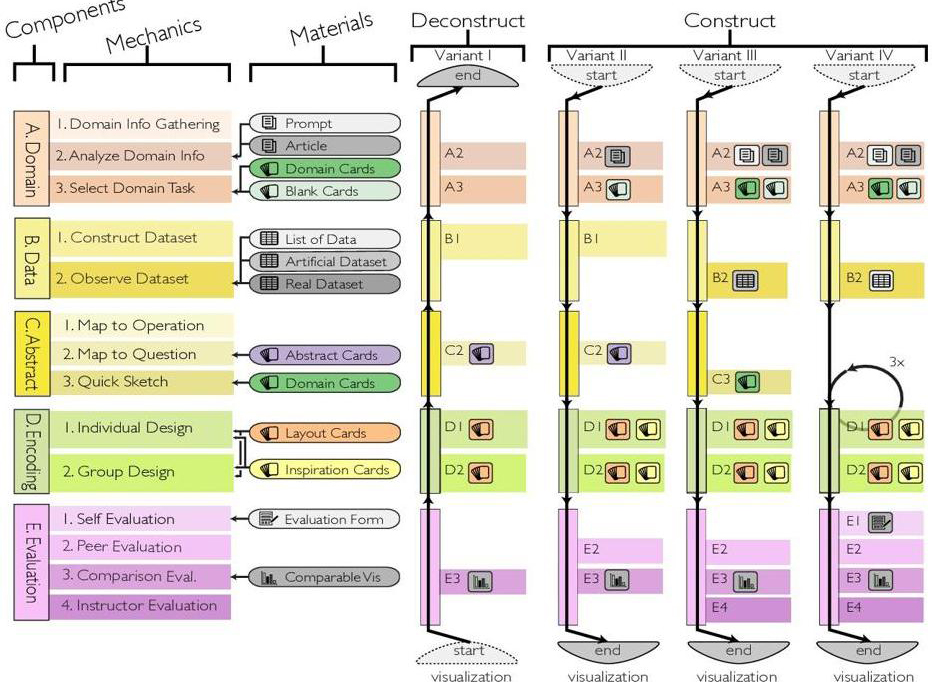 Components
Mechanics
Materials
Deconstruct
Construct
Variant I
Variant II
Variant III
Variant IV
end
start
start
start
A. Domain
1. Domain Info Gathering
2. Analyze Domain Info
3. Select Domain Task
Prompt
Article
Domain Cards
Blank Cards
A2
A3
A2
A3
A2
A3
A2
A3
B. Data
1. Construct Dataset
2. Observe Dataset
List of Data
Artificial Dataset
Real Dataset
B1
B1
B2
B2
C. Abstract
1. Map to Operation
2. Map to Question
3. Quick Sketch
Abstract Cards
Domain Cards
C2
C2
C3
3x
D. Encoding
1. Individual Design
2. Group Design
Layout Cards
Inspiration Cards
D1
D2
D1
D2
D1
D2
D1
D2
E. Evaluation
1. Self Evaluation
2. Peer Evaluation
3. Comparison Eval.
4. Instructor Evaluation
Evaluation Form
Comparable Vis
E3
E2
E3
E2
E3
E4
E1
E2
E3
E4
start
end
end
end
visualization
visualization
visualization
visualization